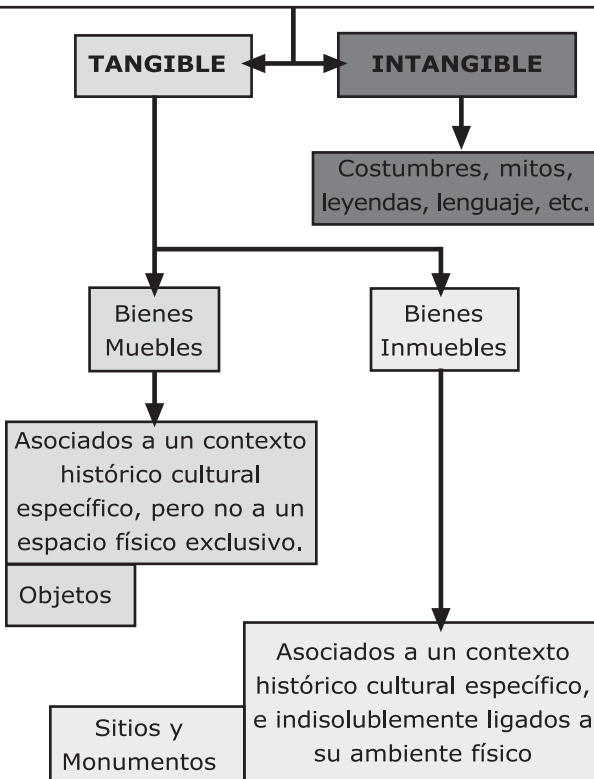 TANGIBLE
INTANGIBLE
Costumbres, mitos,
leyendas, lenguaje, etc.
Bienes
Muebles
Bienes
Inmuebles
Asociados a un contexto
histórico cultural
específico, pero no a un
espacio físico exclusivo.
Objetos
Asociados a un contexto
histórico cultural específico,
e indisolublemente ligados a
su ambiente físico
Sitios y
Monumentos